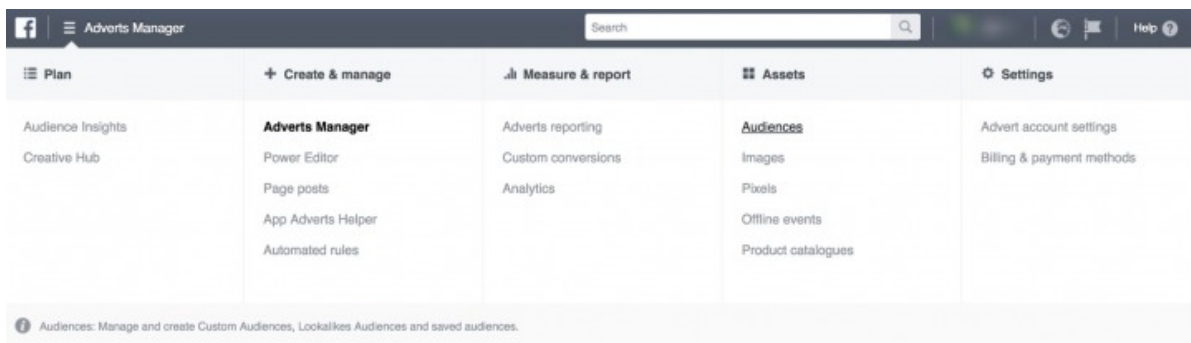 f Adverts Manager Search Help
Plan
Audience Insights
Creative Hub
Create & manage
Adverts Manager
Power Editor
Page posts
App Adverts Helper
Automated rules
Measure & report
Adverts reporting
Custom conversions
Analytics
Assets
Audiences
Images
Pixels
Offline events
Product catalogues
Settings
Advert account settings
Billing & payment methods
Audiences: Manage and create Custom Audiences, Lookalikes Audiences and saved audiences.